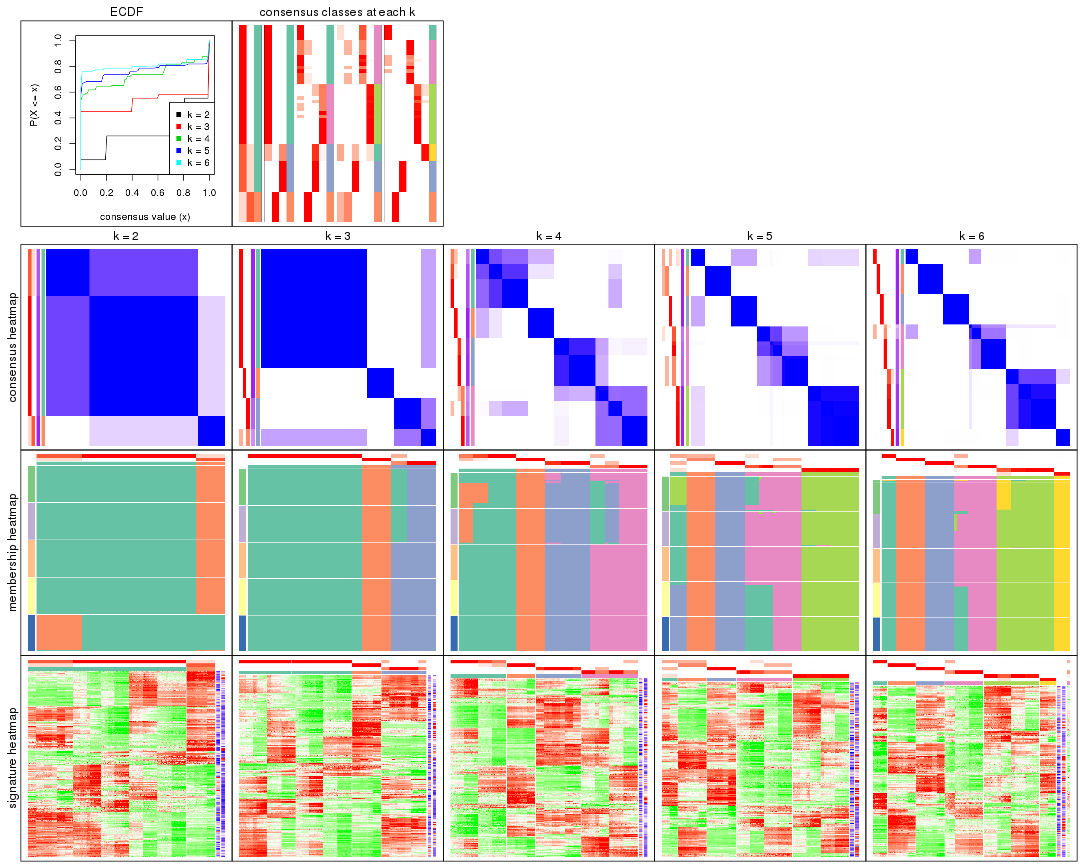 ECDF
consensus classes at each k
P(X <= x)
1.0
0.8
0.6
0.4
0.2
0.0
k = 2
k = 3
k = 4
k = 5
k = 6
0.0 0.2 0.4 0.6 0.8 1.0
consensus value (x)
k = 2 k = 3 k = 4 k = 5 k = 6
consensus heatmap
membership heatmap
signature heatmap